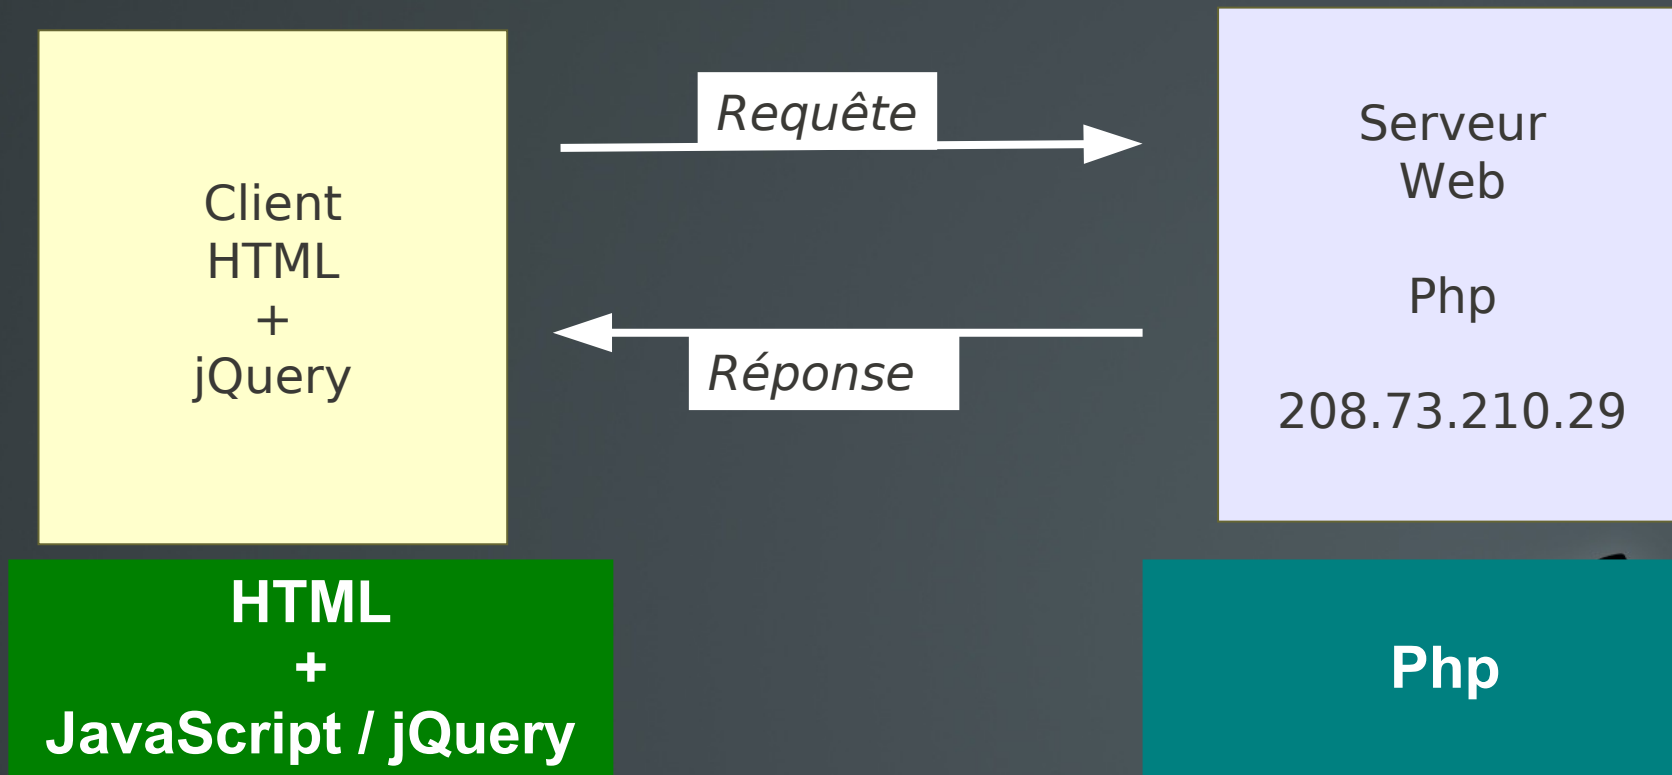 Client
HTML
+
jQuery
Requête
Réponse
Serveur
Web
Php
208.73.210.29
HTML
+
JavaScript / jQuery
Php